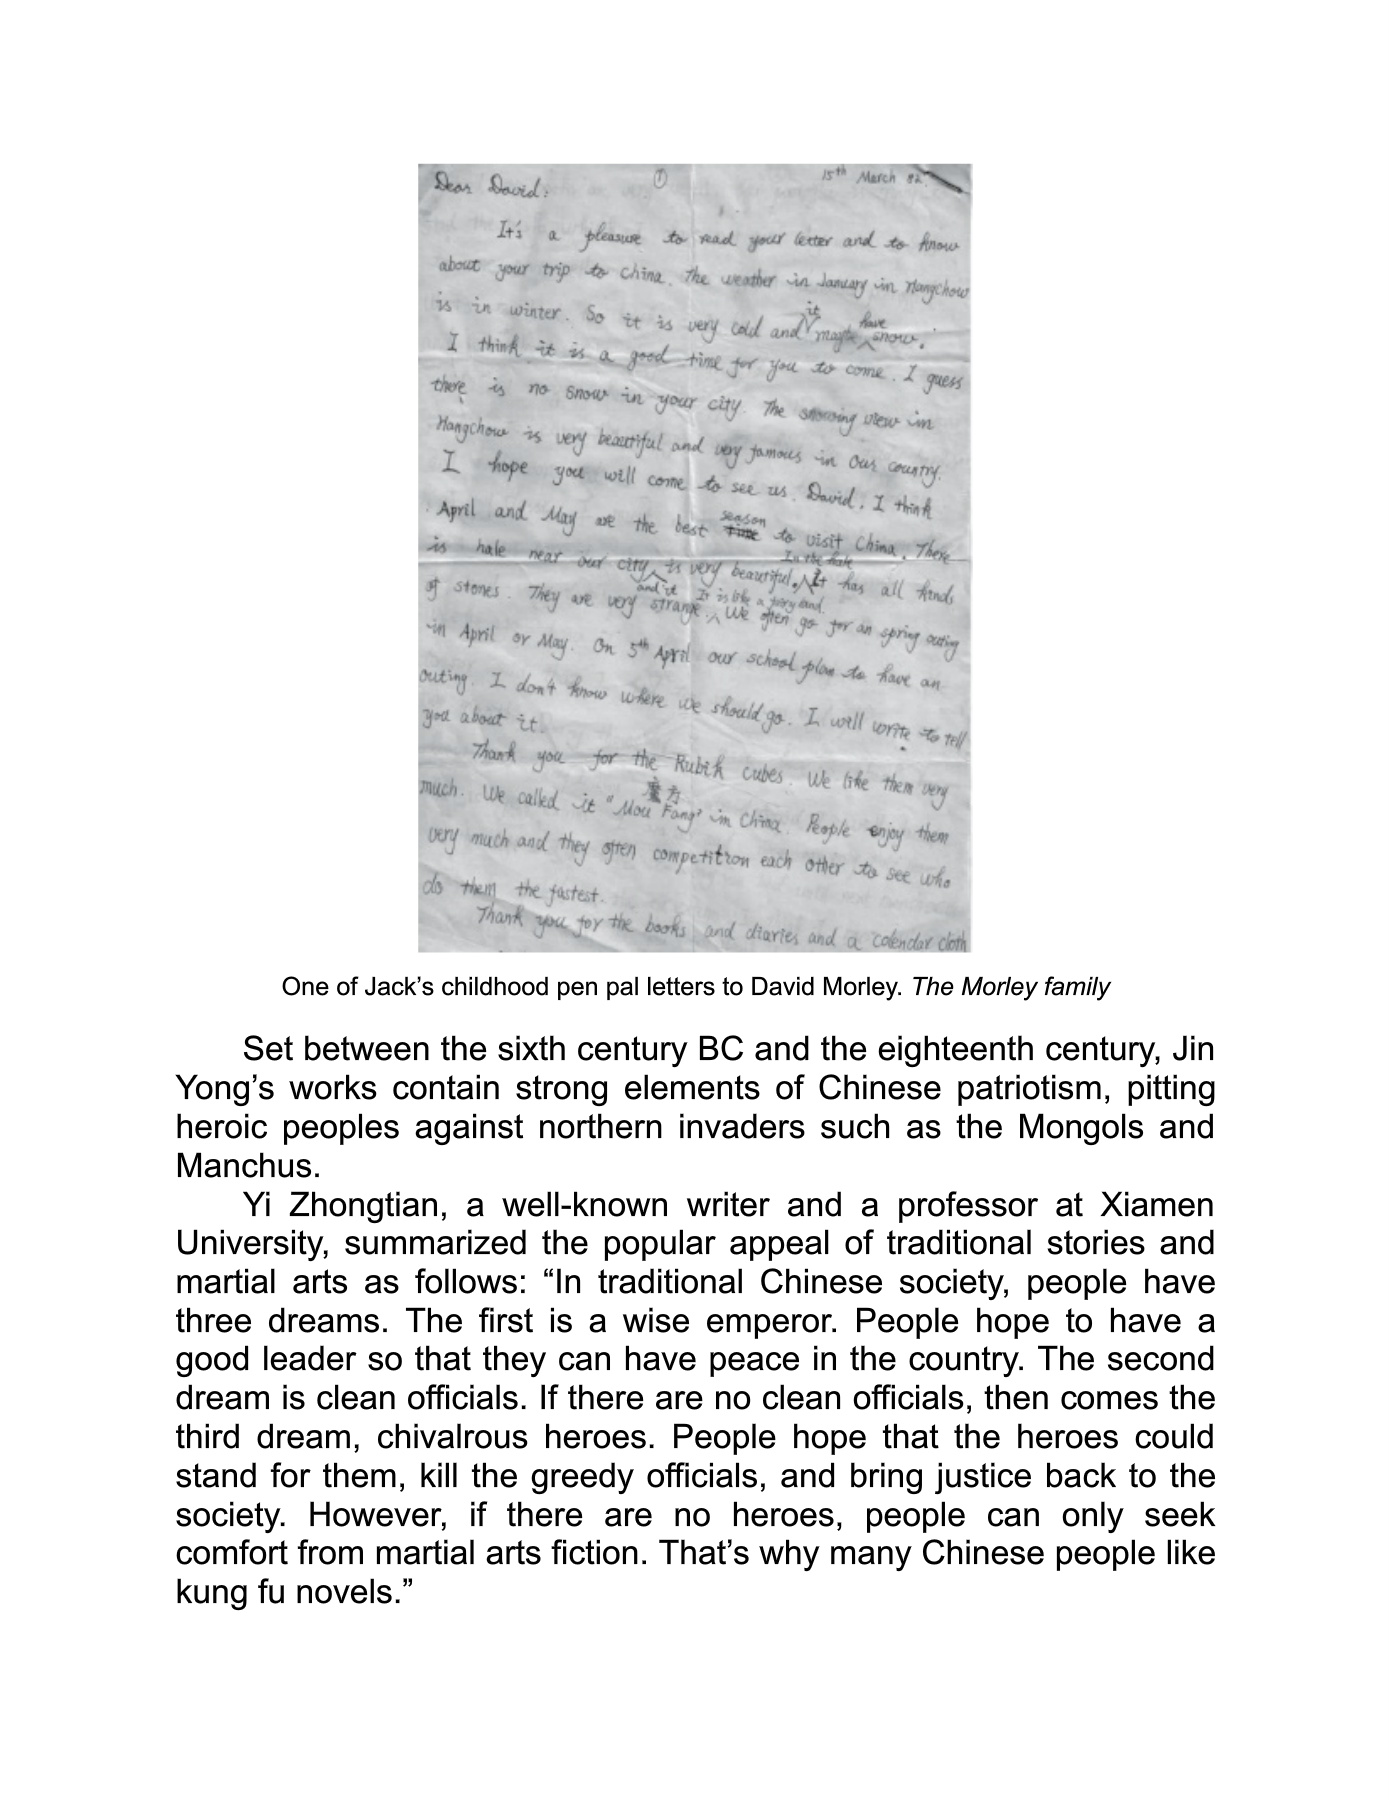 Dear David:
①
15th March 82.
It's a pleasure to read your letter and to know
about your trip to China. The weather in January in Hangchow
is in winter. So it is very cold and it maybe have snow.
I think it is a good time for you to come. I guess
there is no snow in your city. The snowing view in
Hangchow is very beautiful and very famous in our country.
I hope you will come to see us. David, I think
April and May are the best season to visit China. There
is hale near our city and it is very beautiful. In the hale It has all kinds
of stones. They are very strange. It is like a fairy land. We often go for an spring outing
in April or May. On 5th April our school plan to have an
outing. I don't know where we should go. I will write to tell
you about it.
Thank you for the Rubik cubes. We like them very
much. We called it "Mou Fang" 魔方 in China. People enjoy them
very much and they often competition each other to see who
do them the fastest.
Thank you for the books and diaries and a calendar cloth
One of Jack’s childhood pen pal letters to David Morley. The Morley family
Set between the sixth century BC and the eighteenth century, Jin
Yong’s works contain strong elements of Chinese patriotism, pitting
heroic peoples against northern invaders such as the Mongols and
Manchus.
Yi Zhongtian, a well-known writer and a professor at Xiamen
University, summarized the popular appeal of traditional stories and
martial arts as follows: “In traditional Chinese society, people have
three dreams. The first is a wise emperor. People hope to have a
good leader so that they can have peace in the country. The second
dream is clean officials. If there are no clean officials, then comes the
third dream, chivalrous heroes. People hope that the heroes could
stand for them, kill the greedy officials, and bring justice back to the
society. However, if there are no heroes, people can only seek
comfort from martial arts fiction. That’s why many Chinese people like
kung fu novels.”